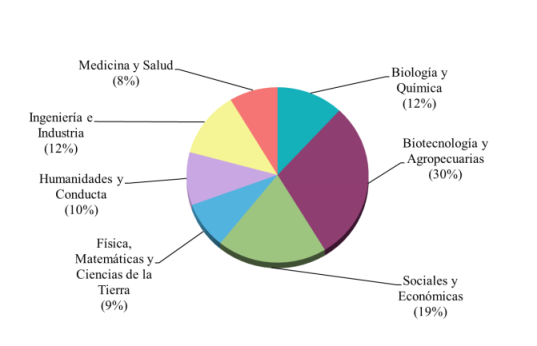 Medicina y Salud
(8%)
Biología y
Química
(12%)
Biotecnología y
Agropecuarias
(30%)
Sociales y
Económicas
(19%)
Física,
Matemáticas y
Ciencias de la
Tierra
(9%)
Humanidades y
Conducta
(10%)
Ingeniería e
Industria
(12%)